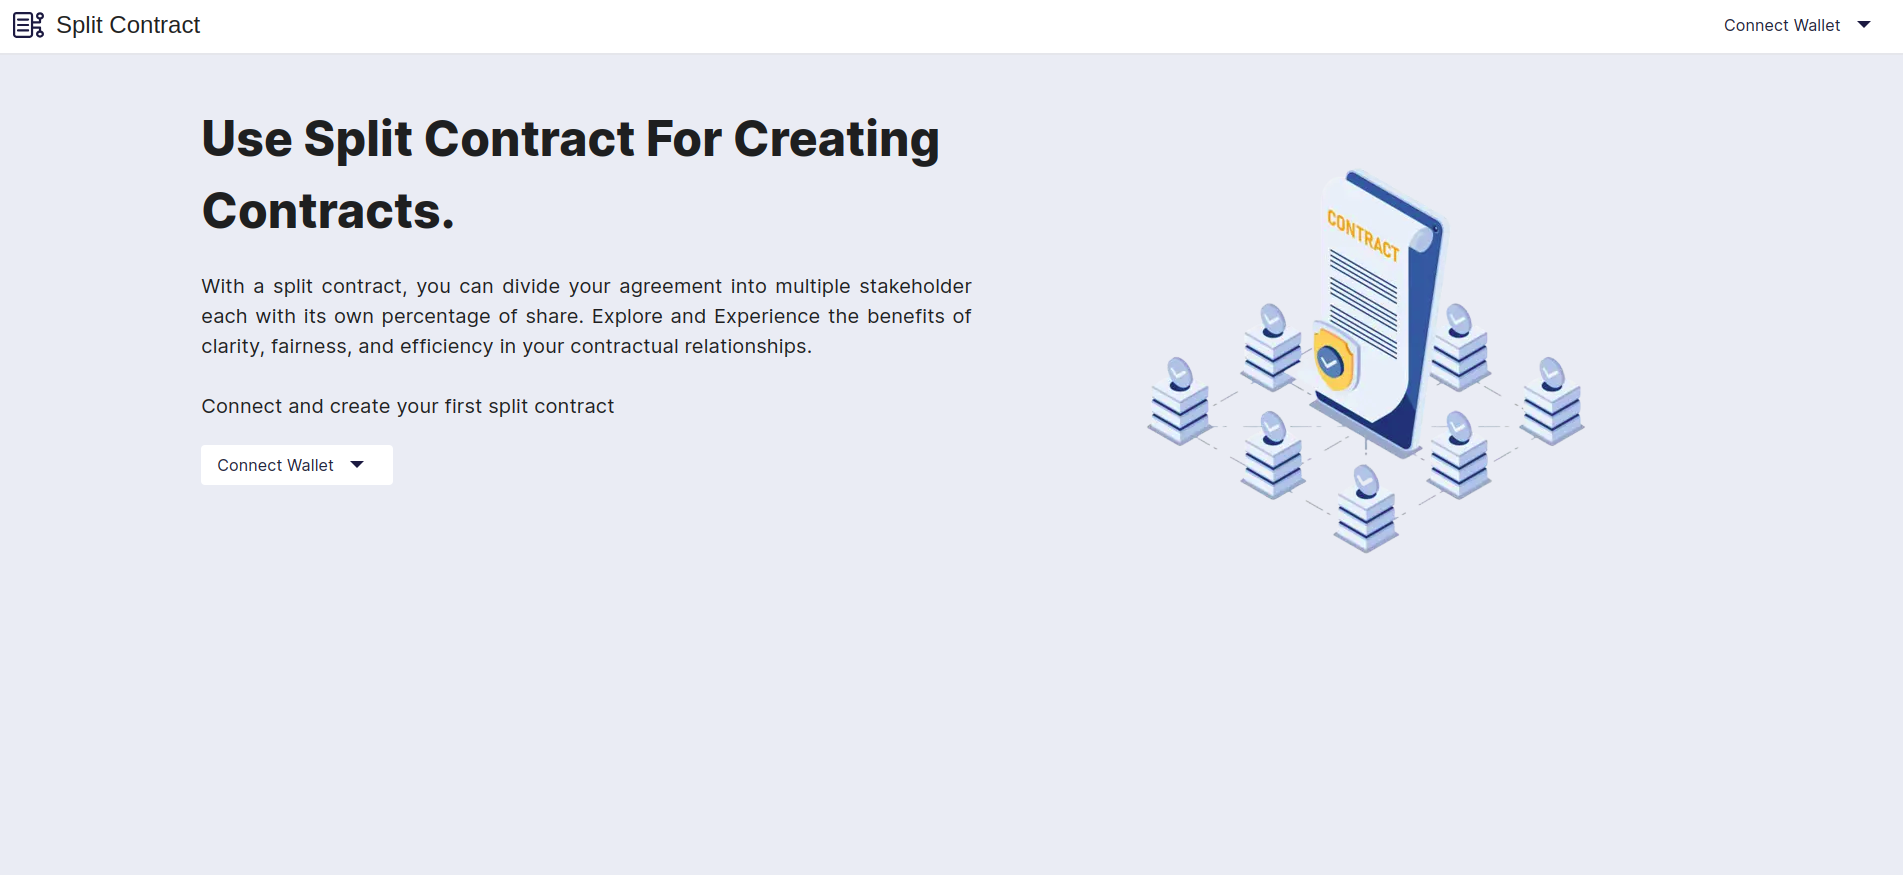 Split Contract
Connect Wallet
Use Split Contract For Creating
Contracts.
With a split contract, you can divide your agreement into multiple stakeholder
each with its own percentage of share. Explore and Experience the benefits of
clarity, fairness, and efficiency in your contractual relationships.
Connect and create your first split contract
Connect Wallet
CONTRACT